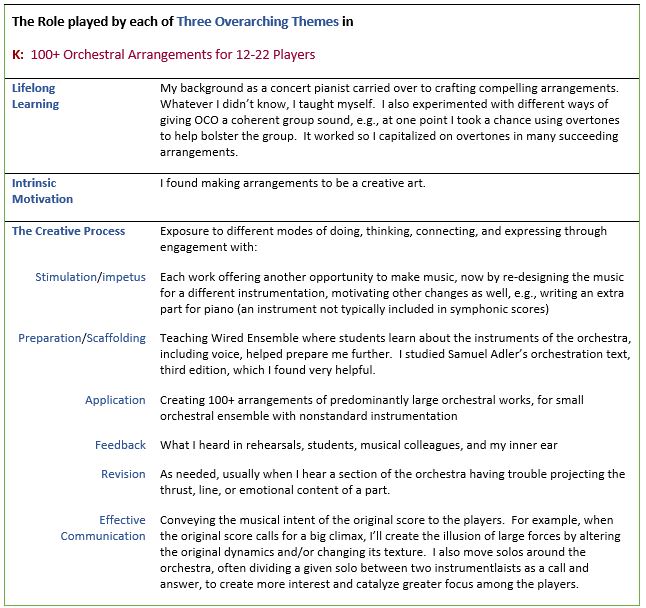 The Role played by each of Three Overarching Themes in
K: 100+ Orchestral Arrangements for 12-22 Players
Lifelong Learning
My background as a concert pianist carried over to crafting compelling arrangements.
Whatever I didn't know, I taught myself. I also experimented with different ways of
giving OCO a coherent group sound, e.g., at one point I took a chance using overtones
to help bolster the group. It worked so I capitalized on overtones in many succeeding
arrangements.
Intrinsic Motivation
I found making arrangements to be a creative art.
The Creative Process
Exposure to different modes of doing, thinking, connecting, and expressing through
engagement with:
Stimulation/impetus
Each work offering another opportunity to make music, now by re-designing the music
for a different instrumentation, motivating other changes as well, e.g., writing an extra
part for piano (an instrument not typically included in symphonic scores)
Preparation/Scaffolding
Teaching Wired Ensemble where students learn about the instruments of the orchestra,
including voice, helped prepare me further. I studied Samuel Adler's orchestration text,
third edition, which I found very helpful.
Application
Creating 100+ arrangements of predominantly large orchestral works, for small
orchestral ensemble with nonstandard instrumentation
Feedback
What I heard in rehearsals, students, musical colleagues, and my inner ear
Revision
As needed, usually when I hear a section of the orchestra having trouble projecting the
thrust, line, or emotional content of a part.
Effective Communication
Conveying the musical intent of the original score to the players. For example, when
the original score calls for a big climax, I'll create the illusion of large forces by altering
the original dynamics and/or changing its texture. I also move solos around the
orchestra, often dividing a given solo between two instrumentlaists as a call and
answer, to create more interest and catalyze greater focus among the players.